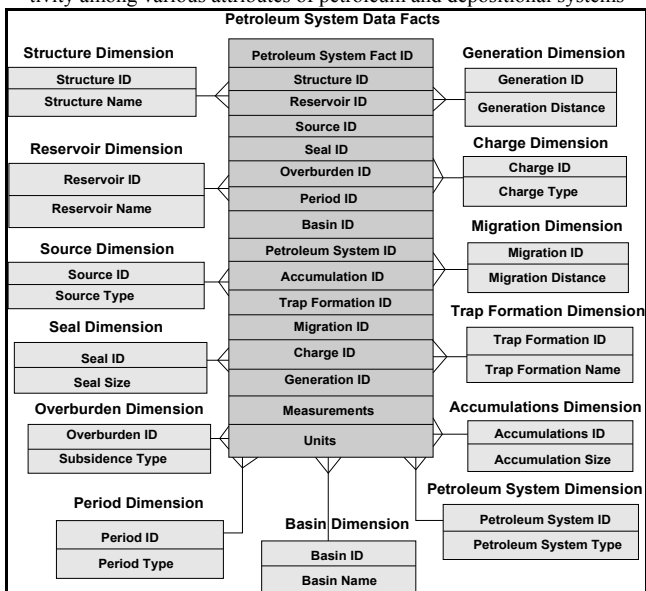 tivity among various attributes of petroleum and depositional systems
Petroleum System Data Facts
Structure Dimension
Structure ID
Structure Name
Reservoir Dimension
Reservoir ID
Reservoir Name
Source Dimension
Source ID
Source Type
Seal Dimension
Seal ID
Seal Size
Overburden Dimension
Overburden ID
Subsidence Type
Period Dimension
Period ID
Period Type
Petroleum System Fact ID
Structure ID
Reservoir ID
Source ID
Seal ID
Overburden ID
Period ID
Basin ID
Petroleum System ID
Accumulation ID
Trap Formation ID
Migration ID
Charge ID
Generation ID
Measurements
Units
Basin Dimension
Basin ID
Basin Name
Generation Dimension
Generation ID
Generation Distance
Charge Dimension
Charge ID
Charge Type
Migration Dimension
Migration ID
Migration Distance
Trap Formation Dimension
Trap Formation ID
Trap Formation Name
Accumulations Dimension
Accumulations ID
Accumulation Size
Petroleum System Dimension
Petroleum System ID
Petroleum System Type